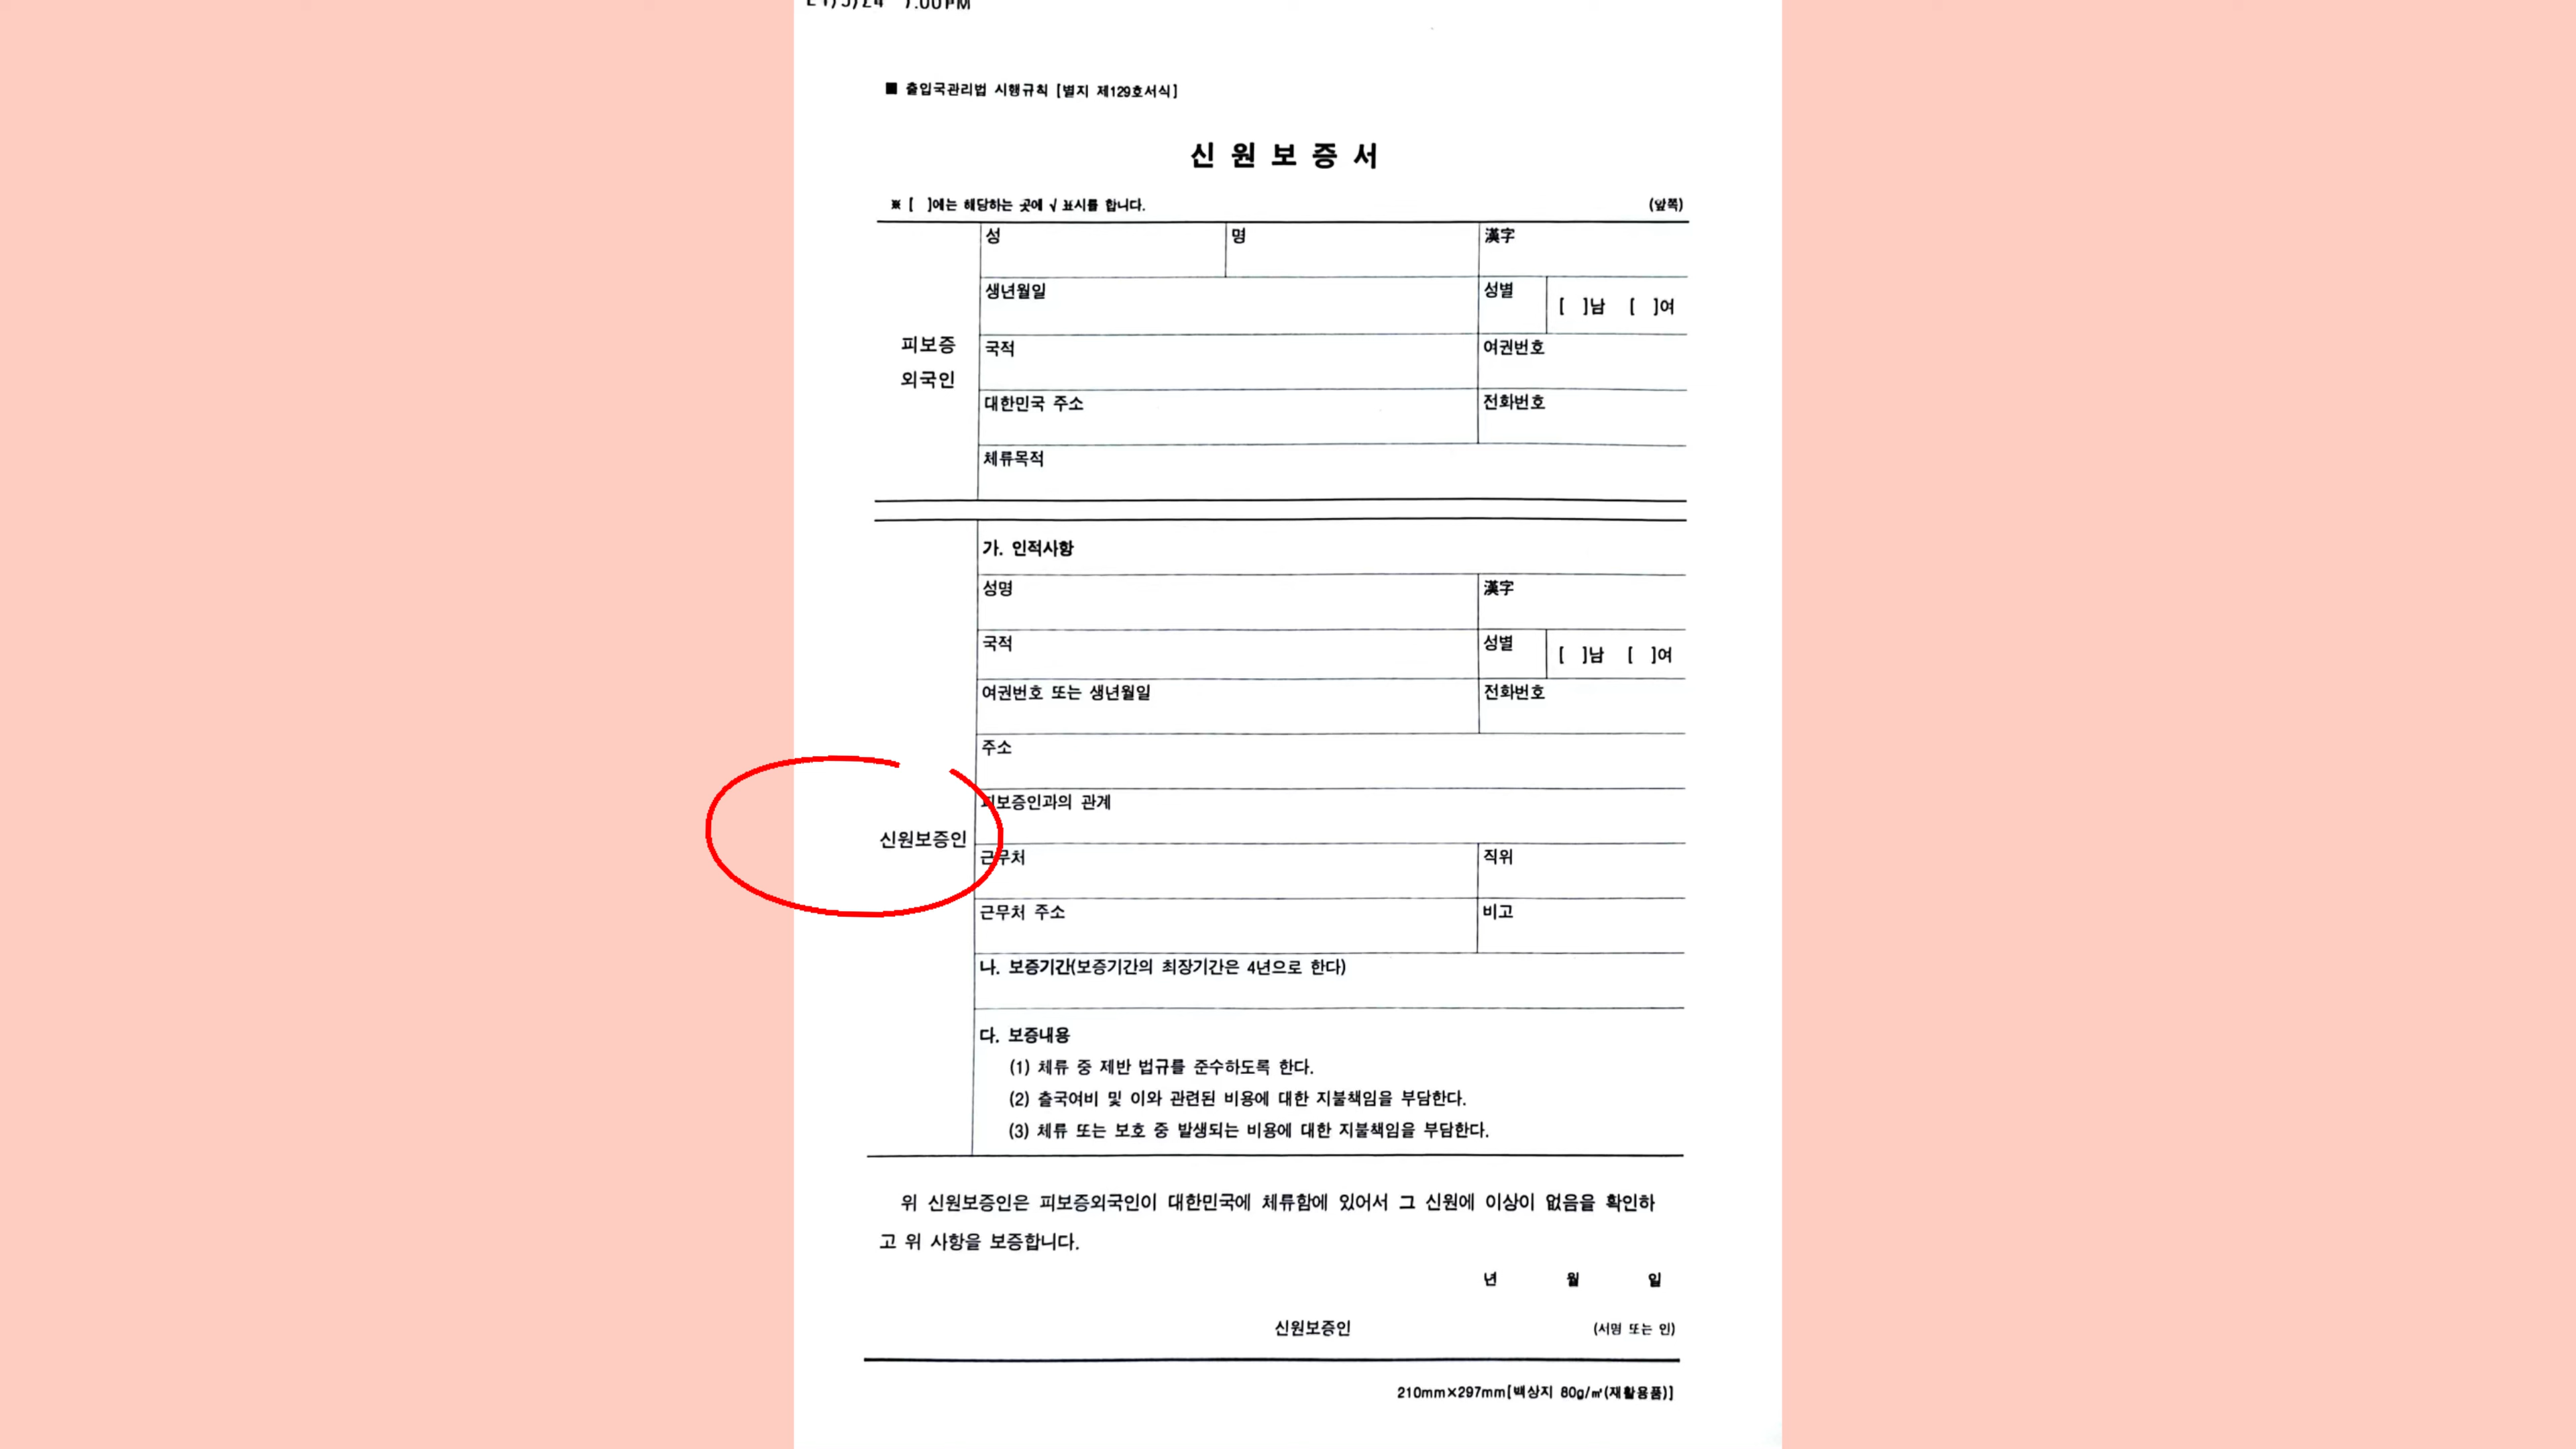 7:00PM
■ 출입국관리법 시행규칙 [별지 제129호서식]
신 원 보 증 서
※ [ ]에는 해당하는 곳에 √ 표시를 합니다. (앞쪽)
성 명 漢字
생년월일 성별 [ ]남 [ ]여
피보증
외국인
국적 여권번호
대한민국 주소 전화번호
체류목적
가. 인적사항
성명 漢字
국적 성별 [ ]남 [ ]여
여권번호 또는 생년월일 전화번호
주소
피보증인과의 관계
신원보증인
근무처 직위
근무처 주소 비고
나. 보증기간(보증기간의 최장기간은 4년으로 한다)
다. 보증내용
(1) 체류 중 제반 법규를 준수하도록 한다.
(2) 출국여비 및 이와 관련된 비용에 대한 지불책임을 부담한다.
(3) 체류 또는 보호 중 발생되는 비용에 대한 지불책임을 부담한다.
위 신원보증인은 피보증외국인이 대한민국에 체류함에 있어서 그 신원에 이상이 없음을 확인하
고 위 사항을 보증합니다.
년 월 일
신원보증인 (서명 또는 인)
210mm×297mm[백상지 80g/㎡(재활용품)]